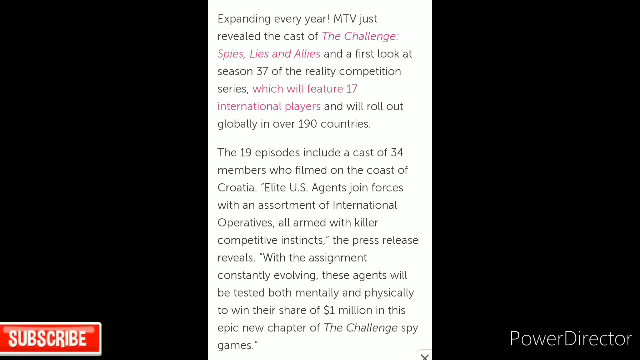 Expanding every year! MTV just
revealed the cast of The Challenge:
Spies, Lies and Allies and a first look at
season 37 of the reality competition
series, which will feature 17
international players and will roll out
globally in over 190 countries.
The 19 episodes include a cast of 34
members who filmed on the coast of
Croatia. “Elite U.S. Agents join forces
with an assortment of International
Operatives, all armed with killer
competitive instincts,” the press release
reveals. “With the assignment
constantly evolving, these agents will
be tested both mentally and physically
to win their share of $1 million in this
epic new chapter of The Challenge spy
games.”
SUBSCRIBE
PowerDirector